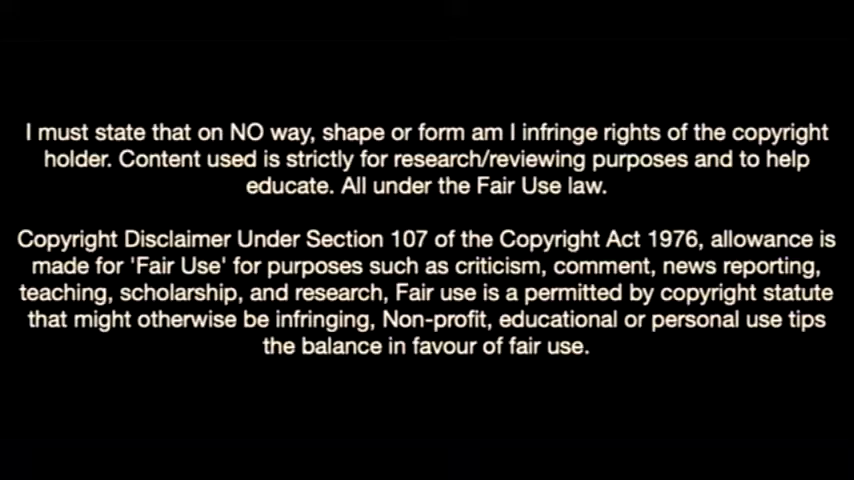 I must state that on NO way, shape or form am I infringe rights of the copyright
holder. Content used is strictly for research/reviewing purposes and to help
educate. All under the Fair Use law.
Copyright Disclaimer Under Section 107 of the Copyright Act 1976, allowance is
made for 'Fair Use' for purposes such as criticism, comment, news reporting,
teaching, scholarship, and research, Fair use is a permitted by copyright statute
that might otherwise be infringing, Non-profit, educational or personal use tips
the balance in favour of fair use.